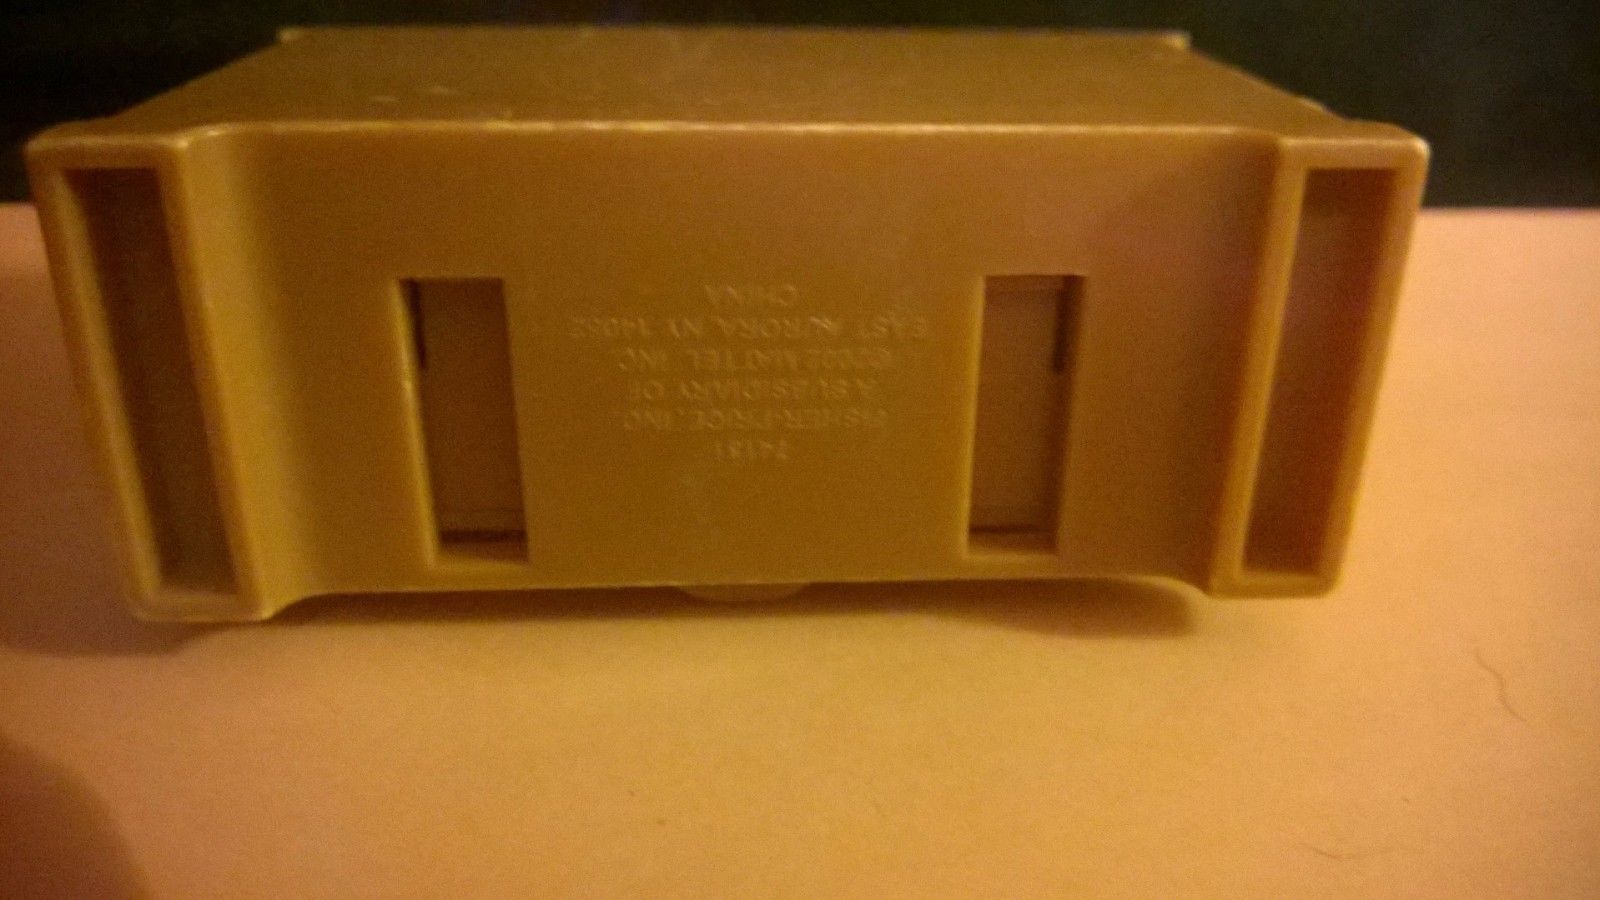 74131
FISHER-PRICE, INC.
A SUBSIDIARY OF
©2002 MATTEL, INC.
EAST AURORA, NY 14052
CHINA